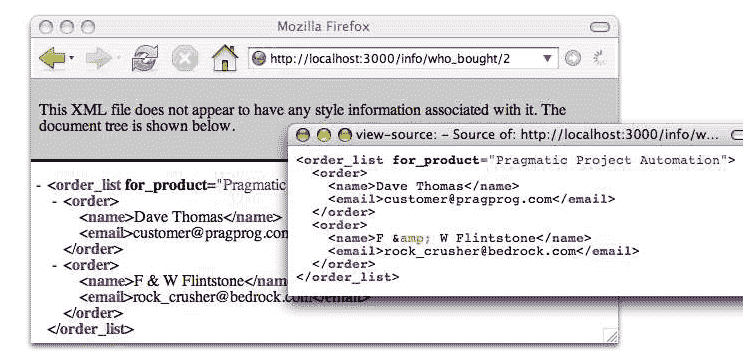 Mozilla Firefox
http://localhost:3000/info/who_bought/2
This XML file does not appear to have any style information associated with it. The
document tree is shown below.
- <order_list for_product="Pragmatic
- <order>
<name>Dave Thomas</name>
<email>customer@pragprog.com
</order>
- <order>
<name>F & W Flintstone</name
<email>rock_crusher@bedrock.com</email>
</order>
</order_list>
view-source: - Source of: http://localhost:3000/info/w...
<order_list for_product="Pragmatic Project Automation">
<order>
<name>Dave Thomas</name>
<email>customer@pragprog.com</email>
</order>
<order>
<name>F &amp; W Flintstone</name>
<email>rock_crusher@bedrock.com</email>
</order>
</order_list>